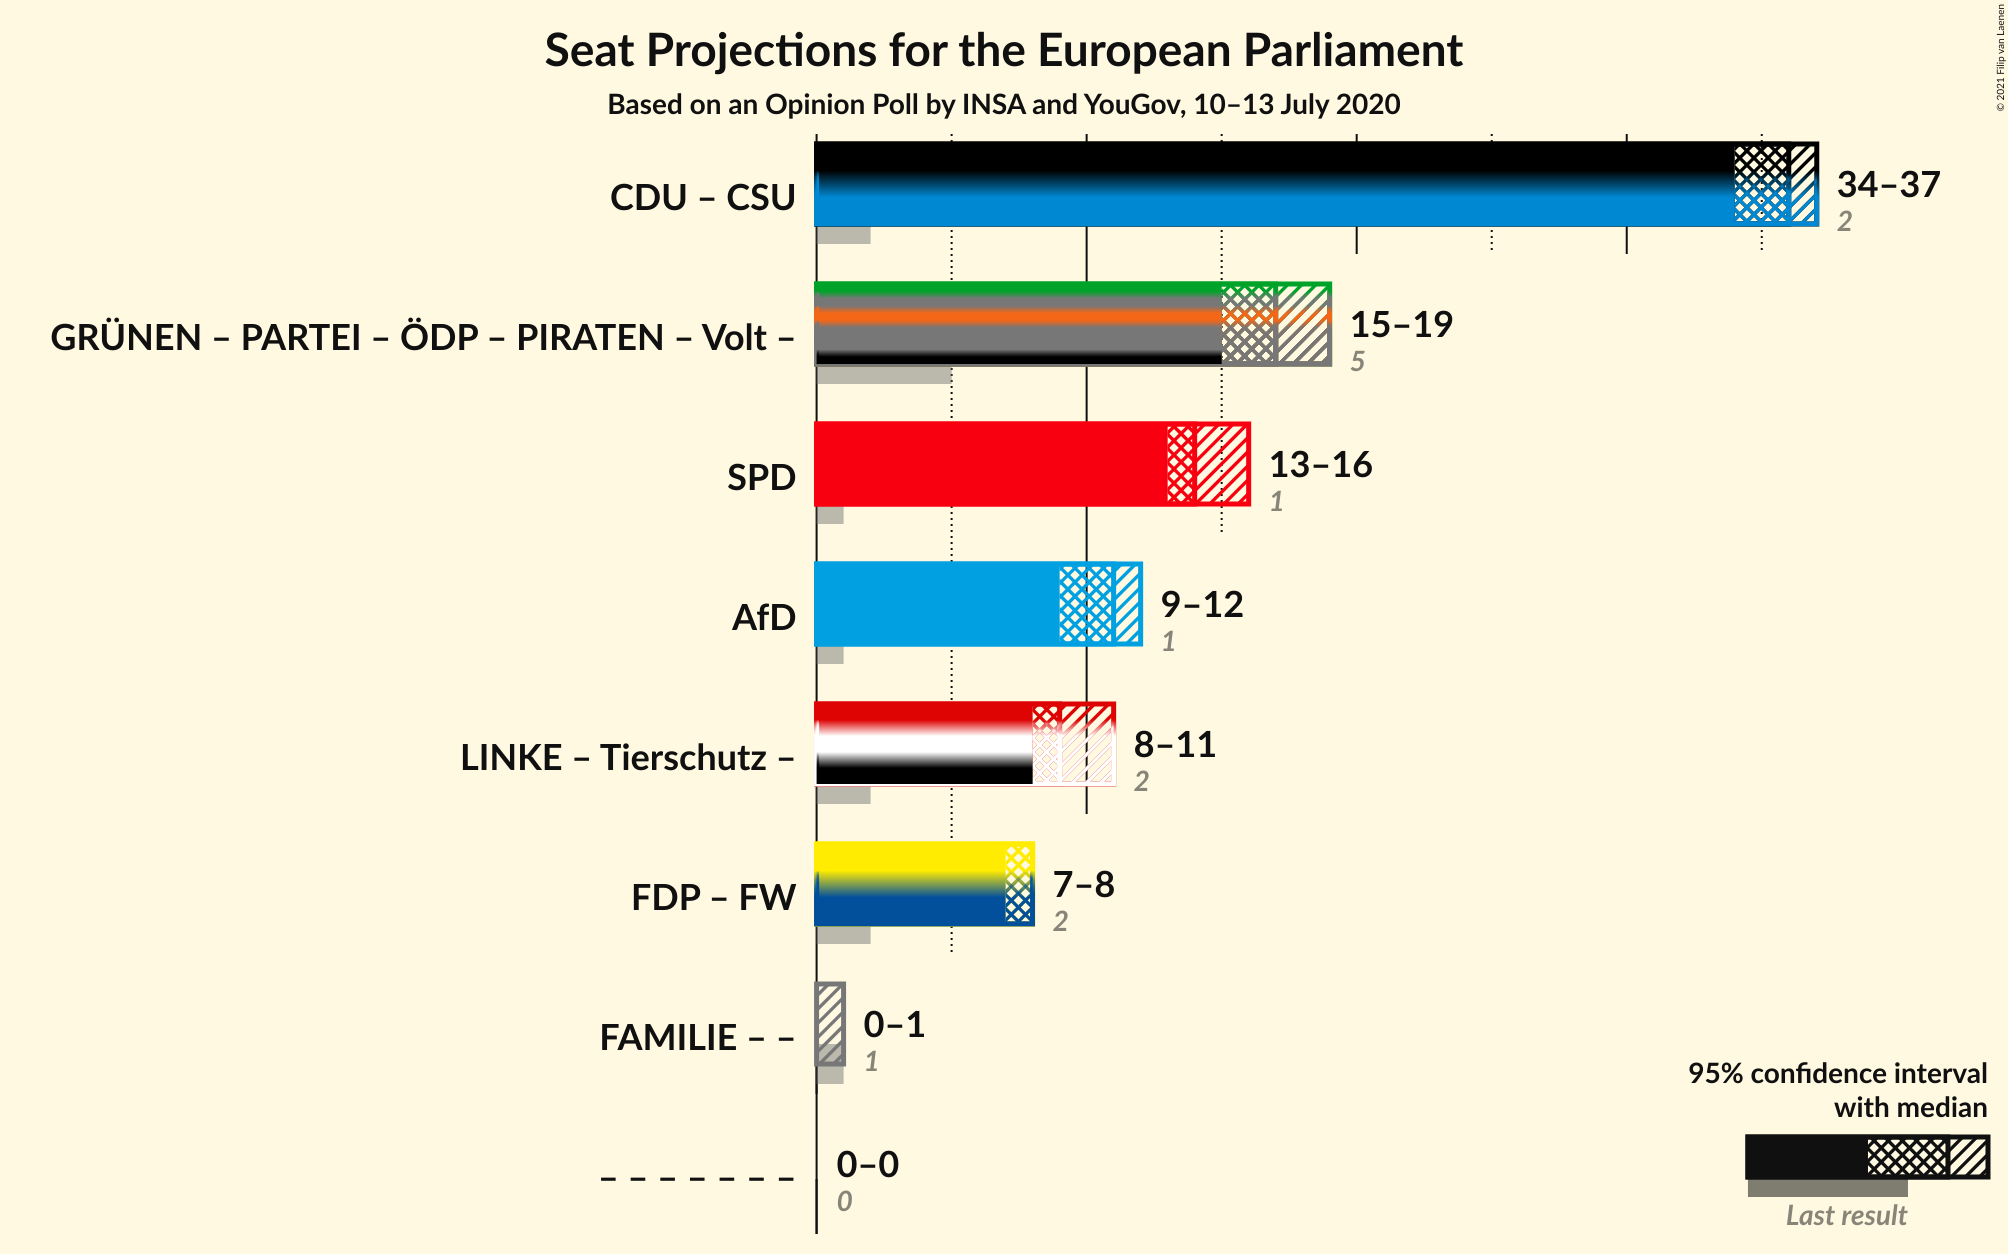 Seat Projections for the European Parliament
Based on an Opinion Poll by INSA and YouGov, 10–13 July 2020
© 2021 Filip van Laenen
CDU – CSU
34–37
2
GRÜNEN – PARTEI – ÖDP – PIRATEN – Volt –
15–19
5
SPD
13–16
1
AfD
9–12
1
LINKE – Tierschutz –
8–11
2
FDP – FW
7–8
2
FAMILIE – –
0–1
1
– – – – – – –
0–0
0
95% confidence interval
with median
Last result